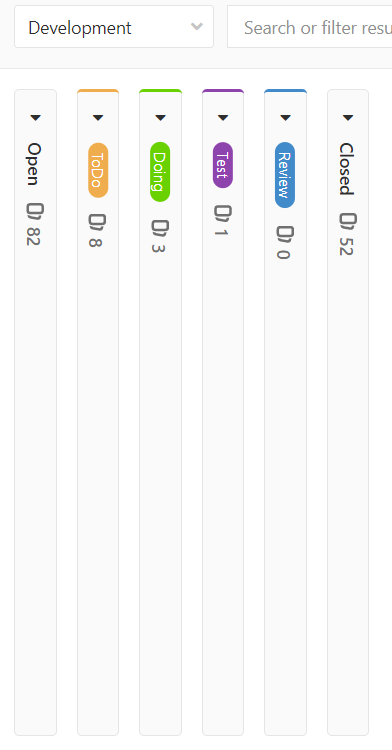 Development
Search or filter resu
Open 82
ToDo 8
Doing 3
Test 1
Review 0
Closed 52